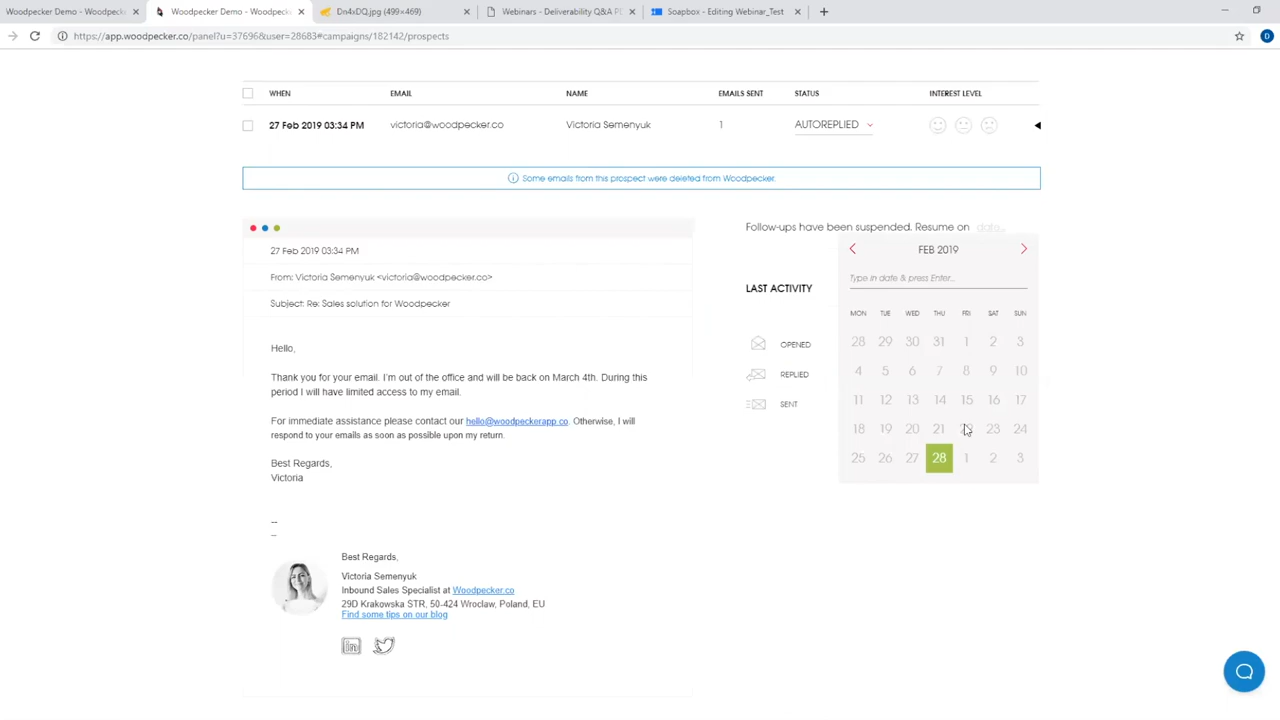 Woodpecker Demo - Woodpeck
Woodpecker Demo - Woodpeck
Dn4xDQ.jpg (499×469)
Webinars - Deliverability Q&A P
Soapbox - Editing Webinar_Test
https://app.woodpecker.co/panel?u=37696&user=28683#campaigns/182142/prospects
D
WHEN EMAIL NAME EMAILS SENT STATUS INTEREST LEVEL
27 Feb 2019 03:34 PM victoria@woodpecker.co Victoria Semenyuk 1 AUTOREPLIED
Some emails from this prospect were deleted from Woodpecker.
27 Feb 2019 03:34 PM
From: Victoria Semenyuk <victoria@woodpecker.co>
Subject: Re: Sales solution for Woodpecker
Hello,
Thank you for your email. I'm out of the office and will be back on March 4th. During this
period I will have limited access to my email.
For immediate assistance please contact our hello@woodpeckerapp.co. Otherwise, I will
respond to your emails as soon as possible upon my return.
Best Regards,
Victoria
--
–
Best Regards,
Victoria Semenyuk
Inbound Sales Specialist at Woodpecker.co
29D Krakowska STR, 50-424 Wroclaw, Poland, EU
Find some tips on our blog
in
Follow-ups have been suspended. Resume on date...
LAST ACTIVITY
OPENED
REPLIED
SENT
FEB 2019
Type in date & press Enter...
MON TUE WED THU FRI SAT SUN
28 29 30 31 1 2 3
4 5 6 7 8 9 10
11 12 13 14 15 16 17
18 19 20 21 22 23 24
25 26 27 28 1 2 3